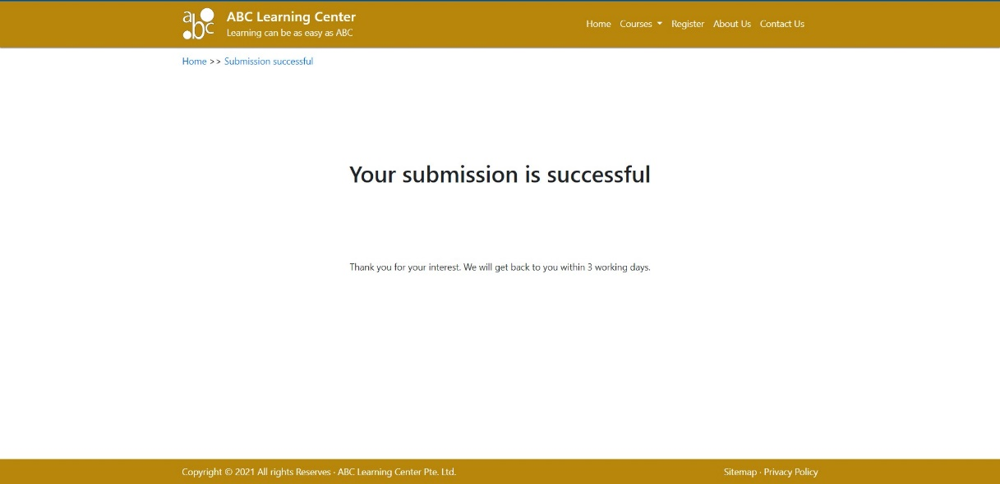 abc
ABC Learning Center
Learning can be as easy as ABC
Home Courses Register About Us Contact Us
Home >> Submission successful
Your submission is successful
Thank you for your interest. We will get back to you within 3 working days.
Copyright © 2021 All rights Reserves · ABC Learning Center Pte. Ltd.
Sitemap · Privacy Policy